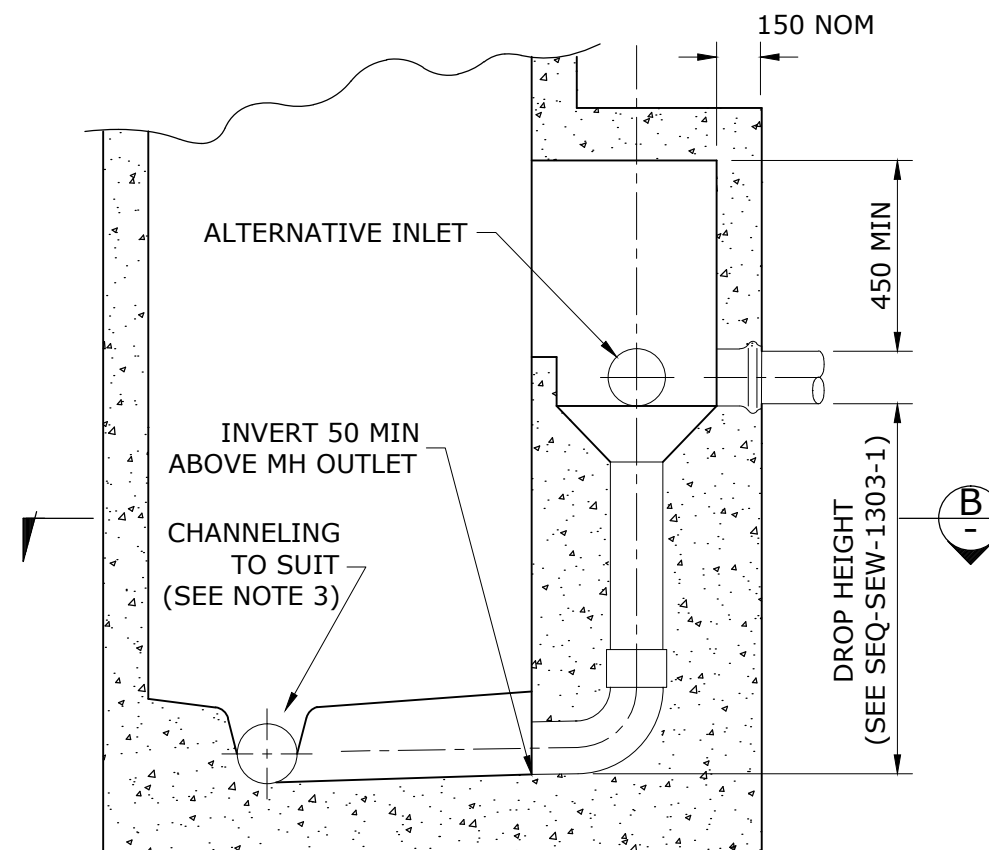 150 NOM
ALTERNATIVE INLET
450 MIN
INVERT 50 MIN
ABOVE MH OUTLET
CHANNELING
TO SUIT
(SEE NOTE 3)
DROP HEIGHT
(SEE SEQ-SEW-1303-1)
B
-